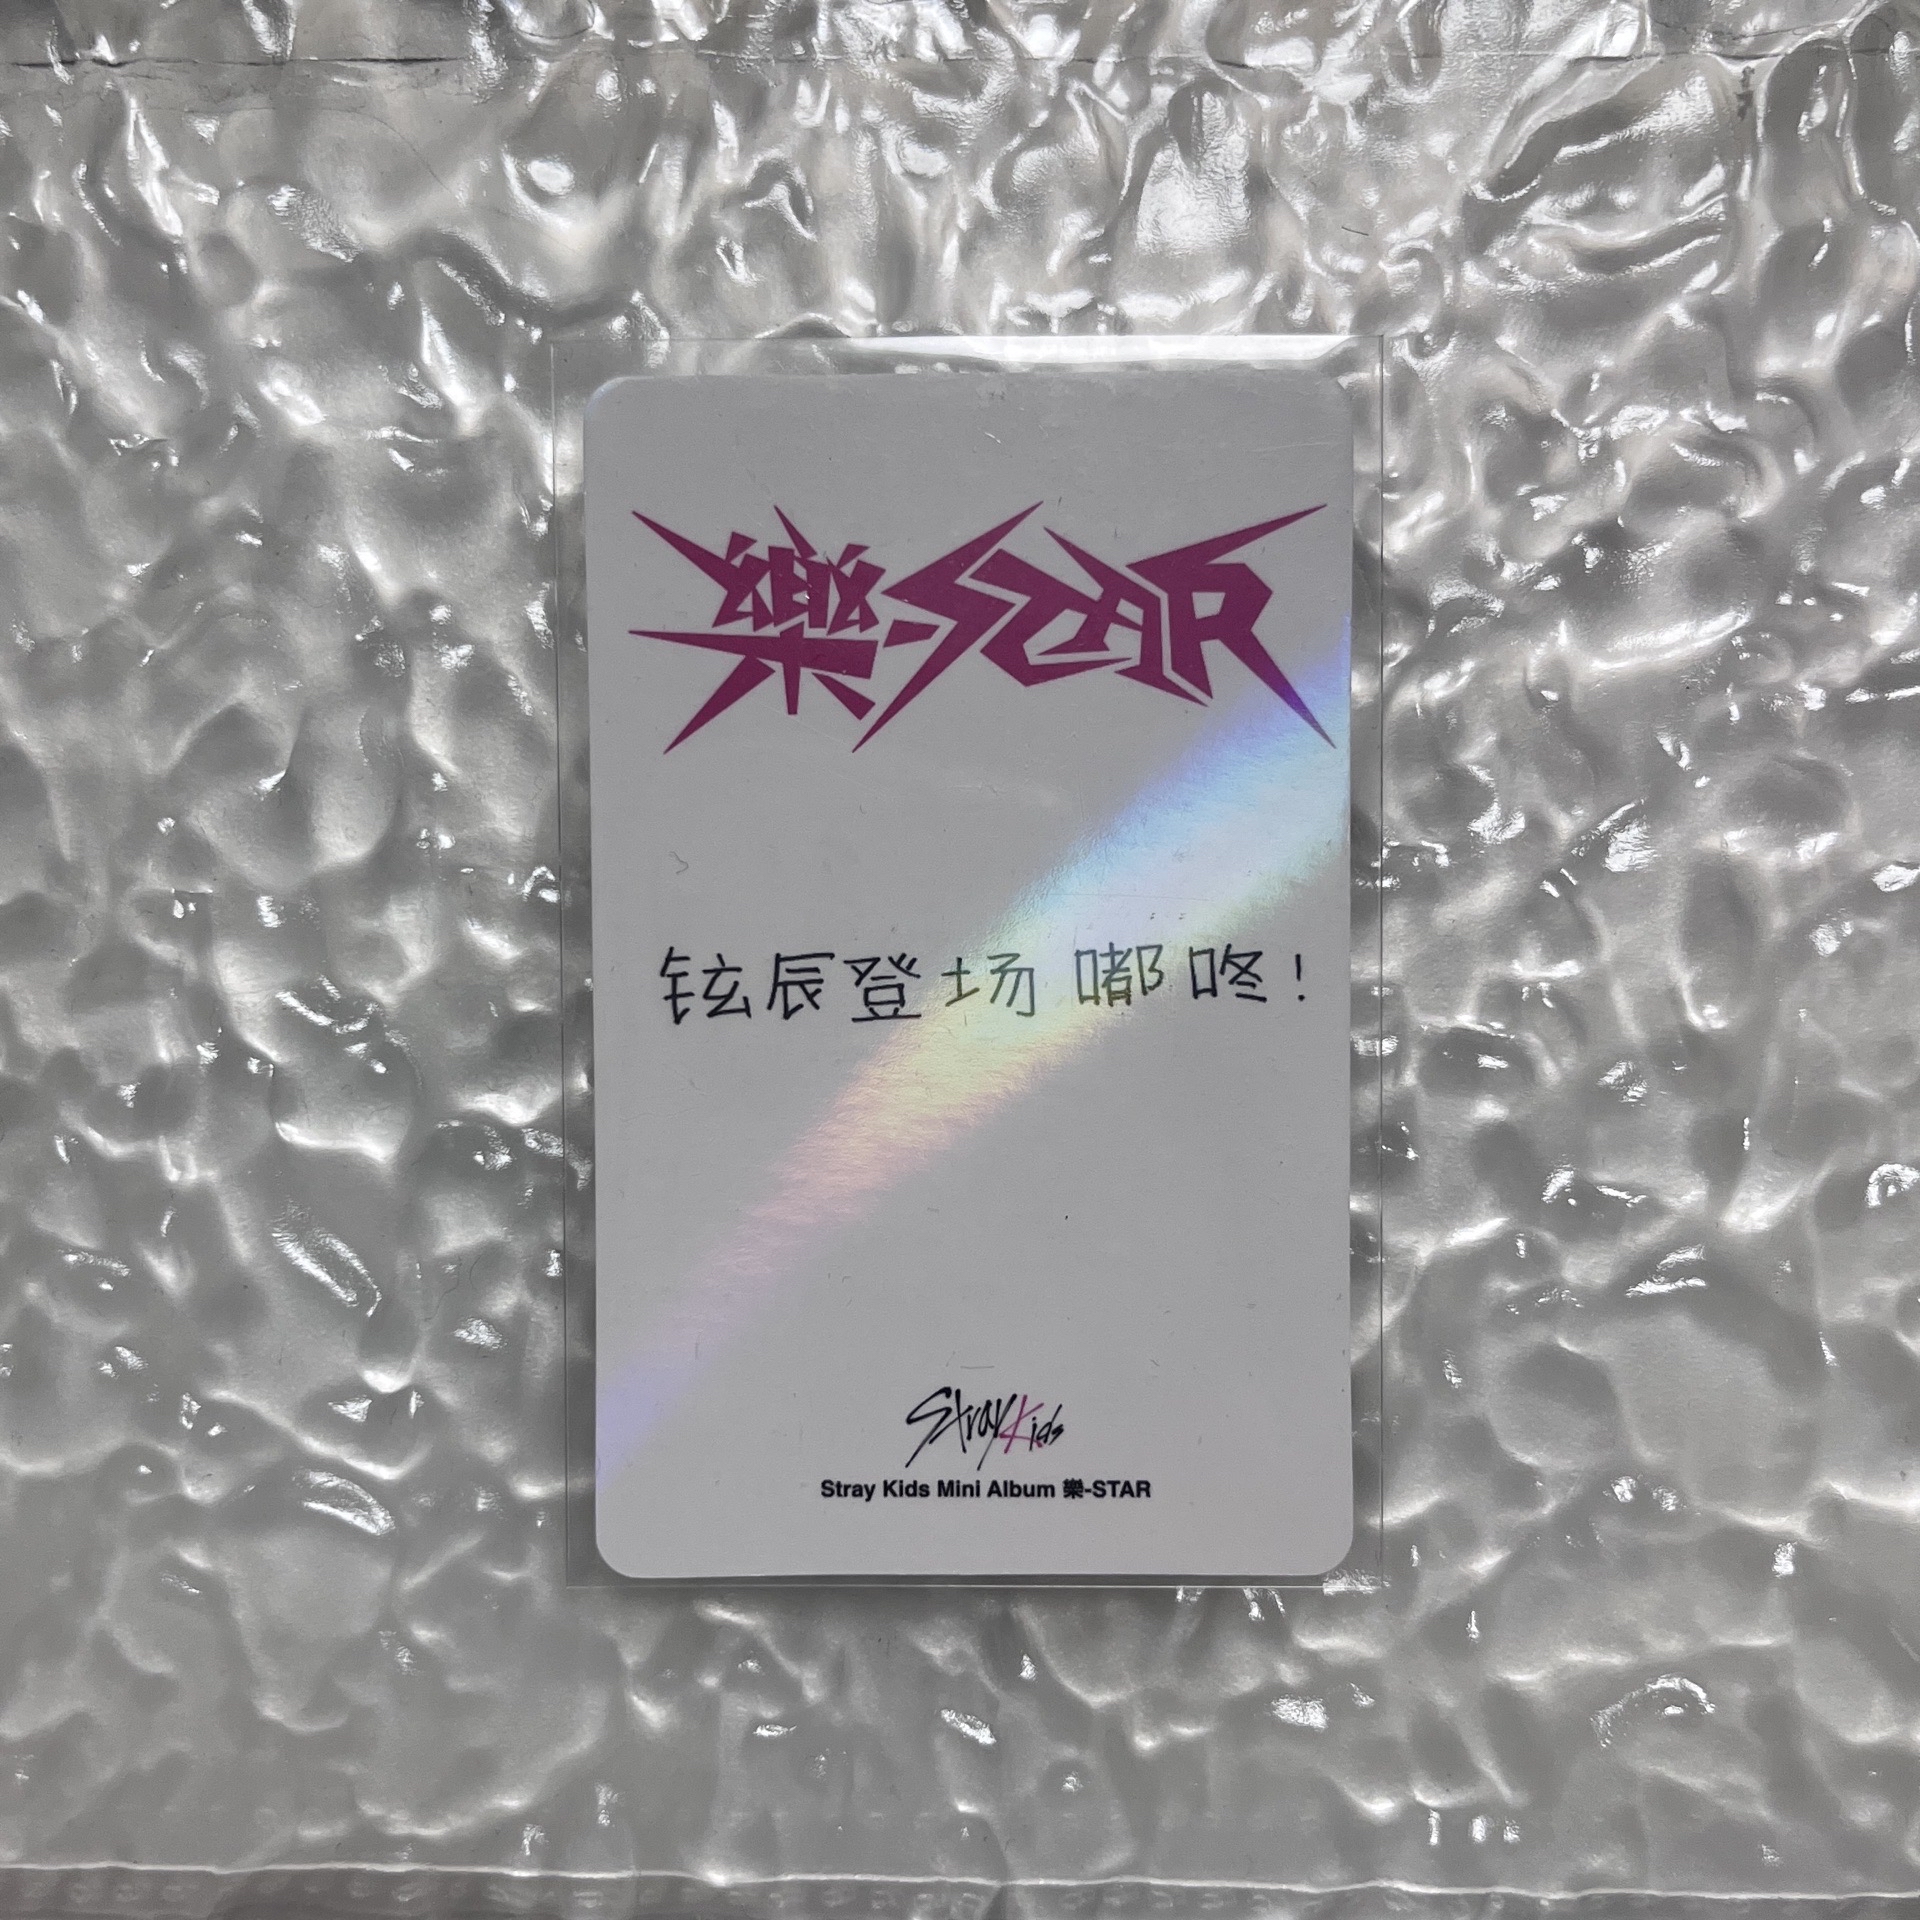 樂-STAR
铉辰登场 嘟咚!
Stray Kids
Stray Kids Mini Album 樂-STAR